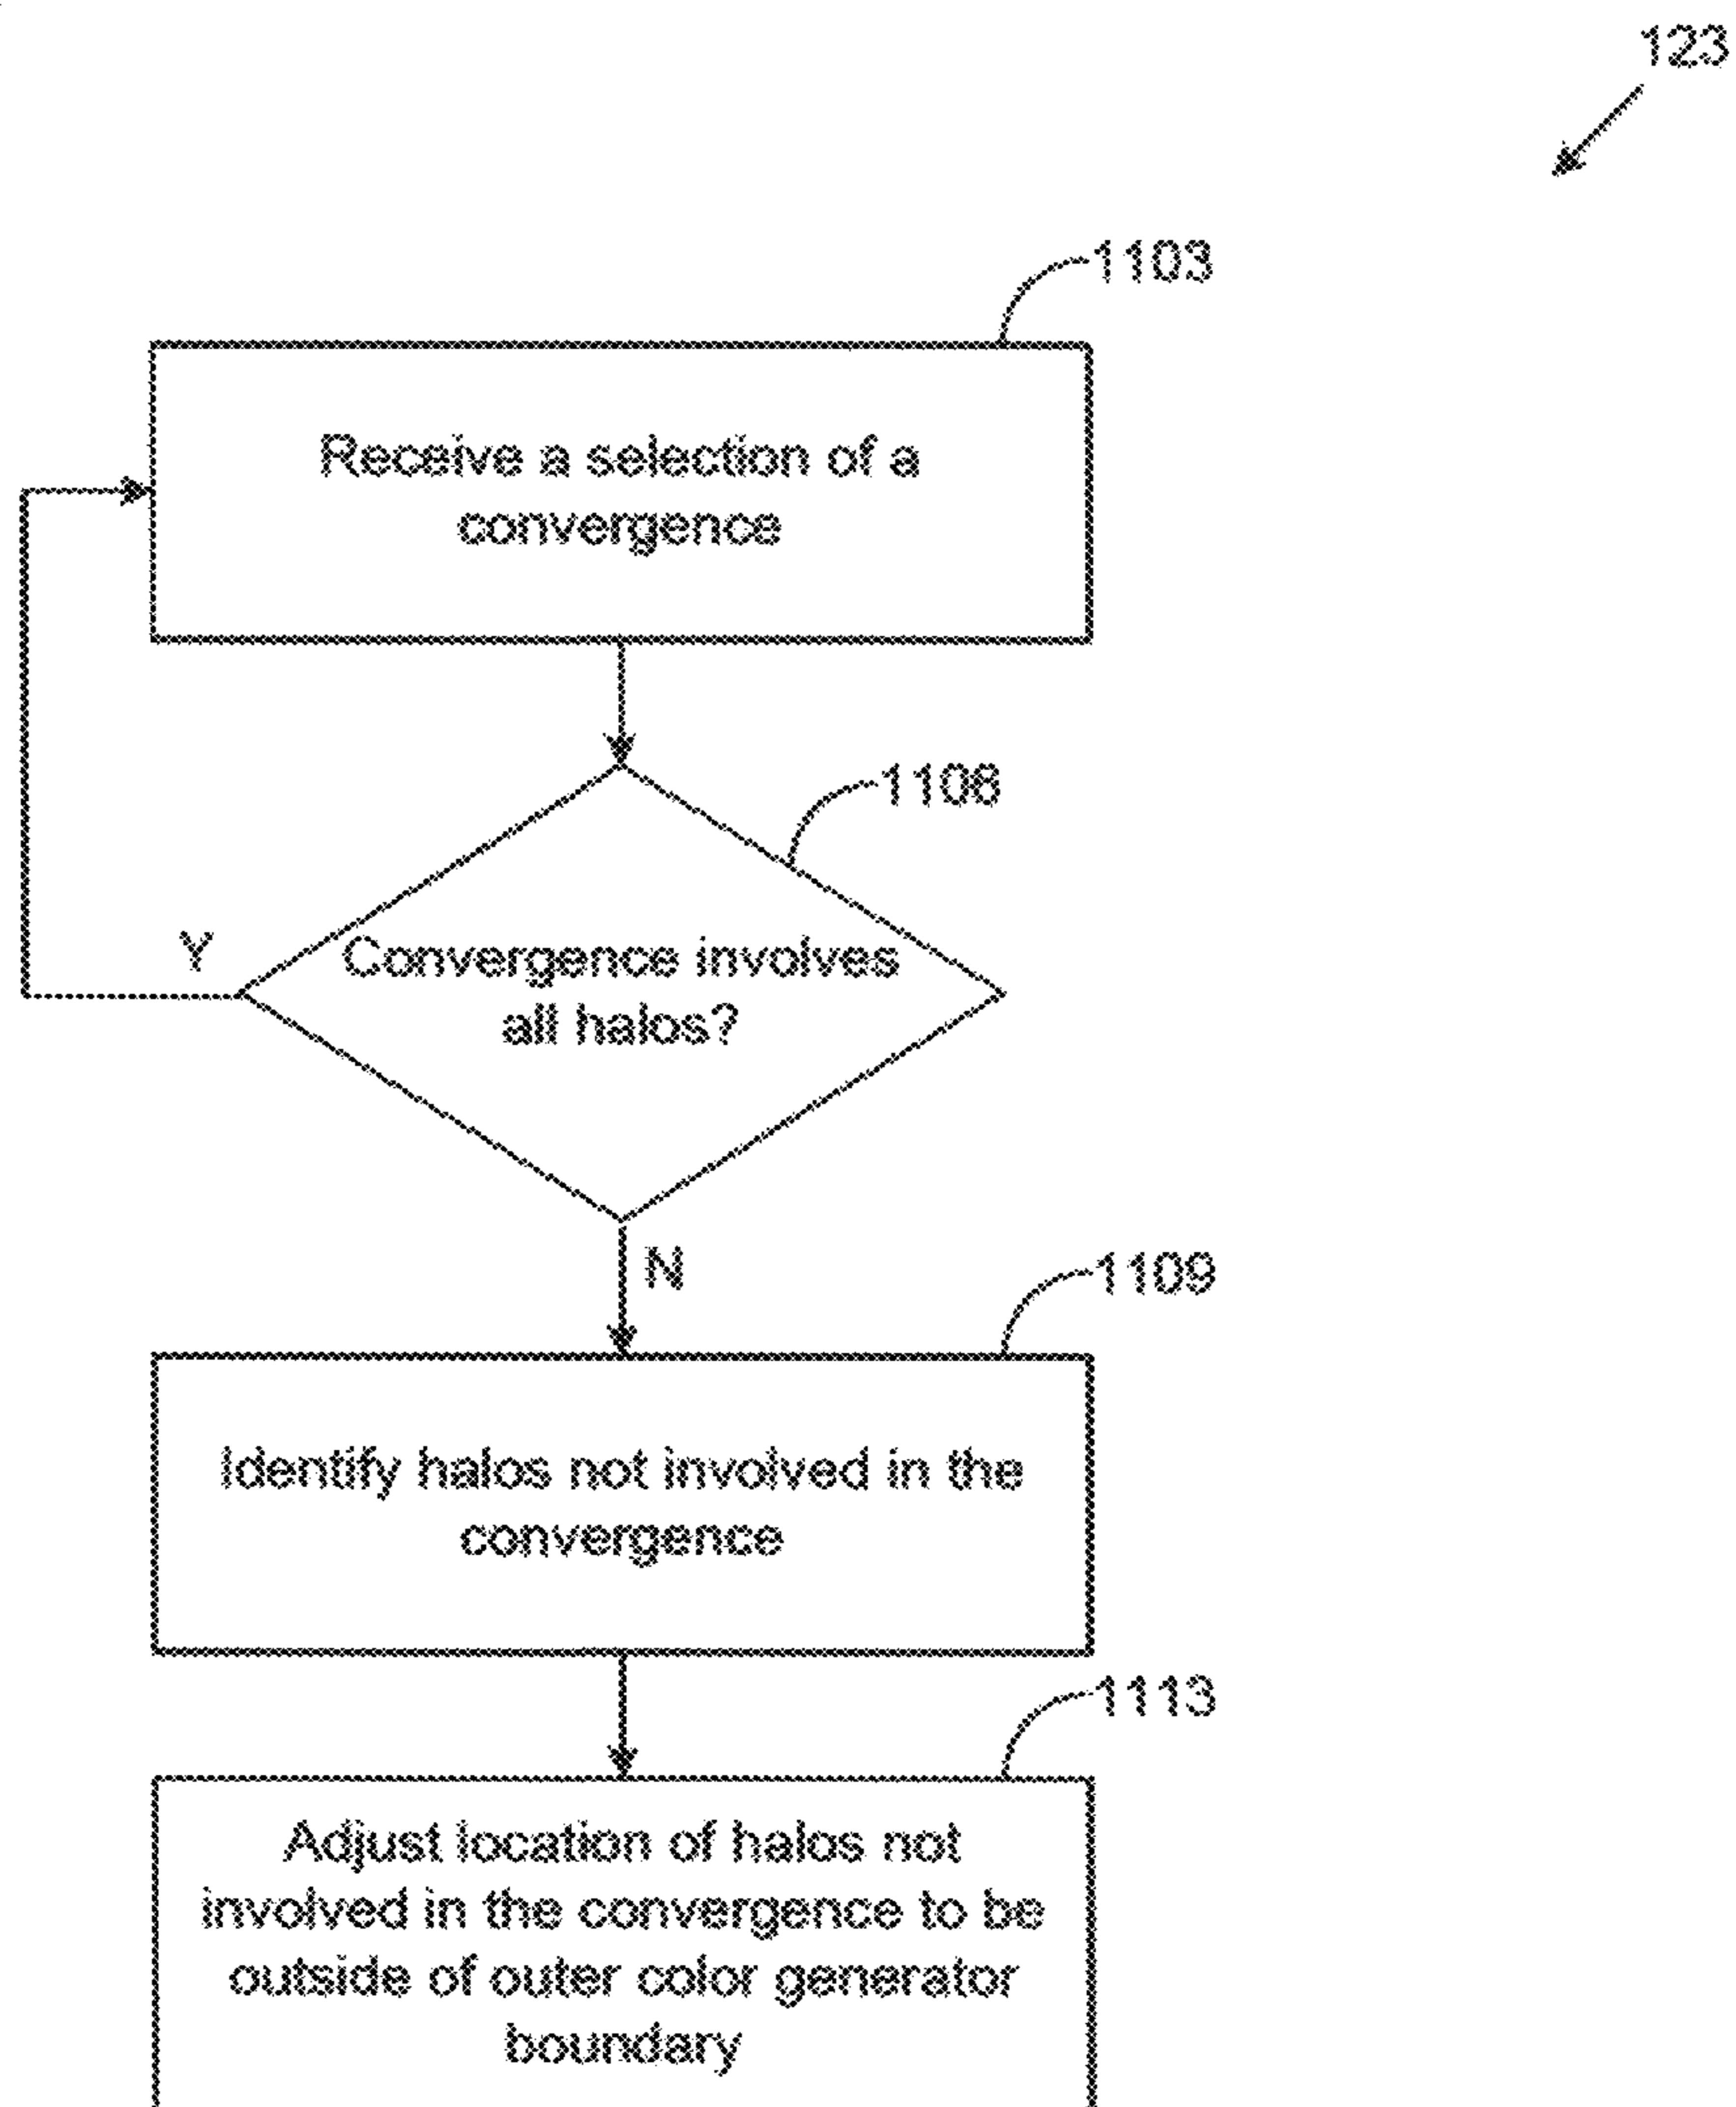 123
1103
Receive a selection of a
convergence
1106
Y
Convergence involves
all halos?
N
1109
Identify halos not involved in the
convergence
1113
Adjust location of halos not
involved in the convergence to be
outside of outer color generator
boundary